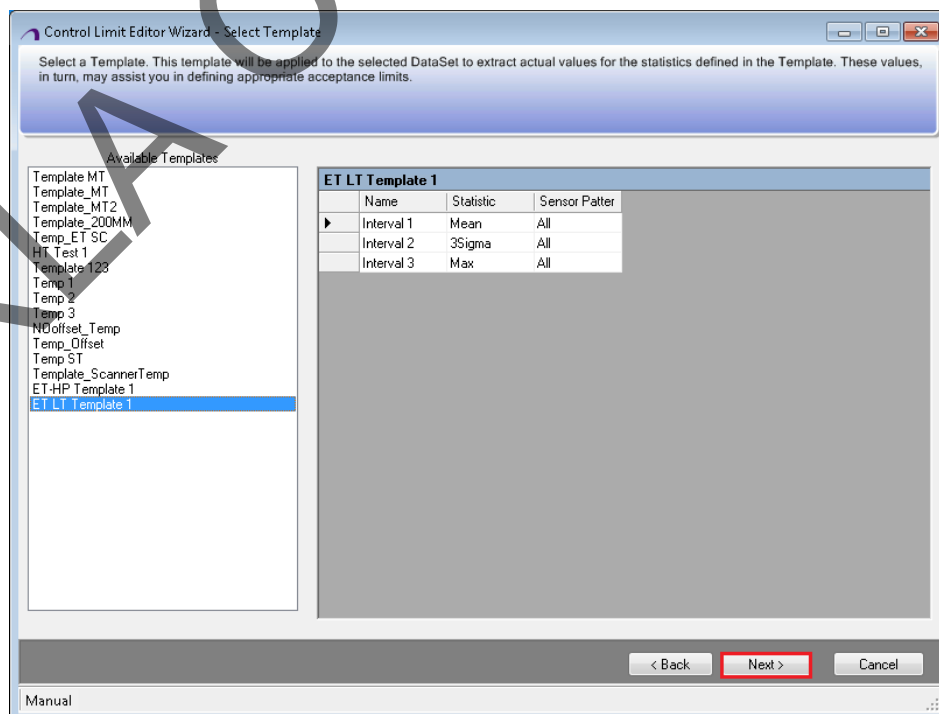 Control Limit Editor Wizard - Select Template
Select a Template. This template will be applied to the selected DataSet to extract actual values for the statistics defined in the Template. These values,
in turn, may assist you in defining appropriate acceptance limits.
Available Templates
Template MT
Template_MT
Template_MT2
Template_200MM
Temp_ET SC
HT Test 1
Template 123
Temp 1
Temp 2
Temp 3
NOoffset_Temp
Temp_Offset
Temp ST
Template_ScannerTemp
ET-HP Template 1
ET LT Template 1
ET LT Template 1
Name Statistic Sensor Patter
Interval 1 Mean All
Interval 2 3Sigma All
Interval 3 Max All
< Back Next > Cancel
Manual